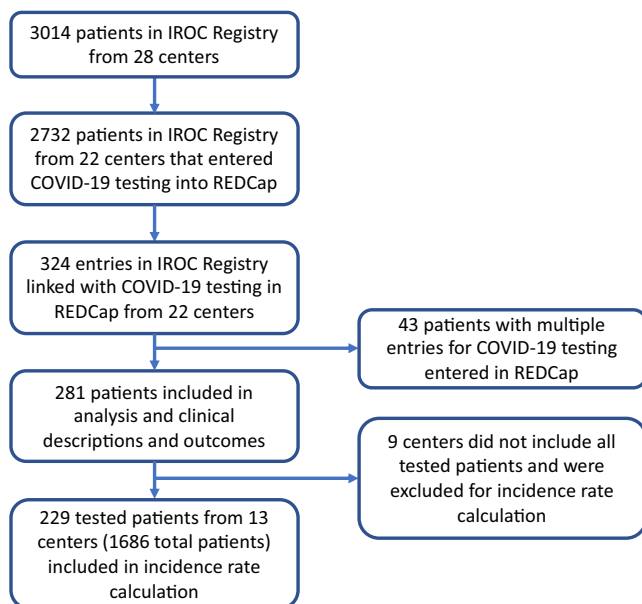 3014 patients in IROC Registry
from 28 centers
2732 patients in IROC Registry
from 22 centers that entered
COVID-19 testing into REDCap
324 entries in IROC Registry
linked with COVID-19 testing in
REDCap from 22 centers
43 patients with multiple
entries for COVID-19 testing
entered in REDCap
281 patients included in
analysis and clinical
descriptions and outcomes
9 centers did not include all
tested patients and were
excluded for incidence rate
calculation
229 tested patients from 13
centers (1686 total patients)
included in incidence rate
calculation